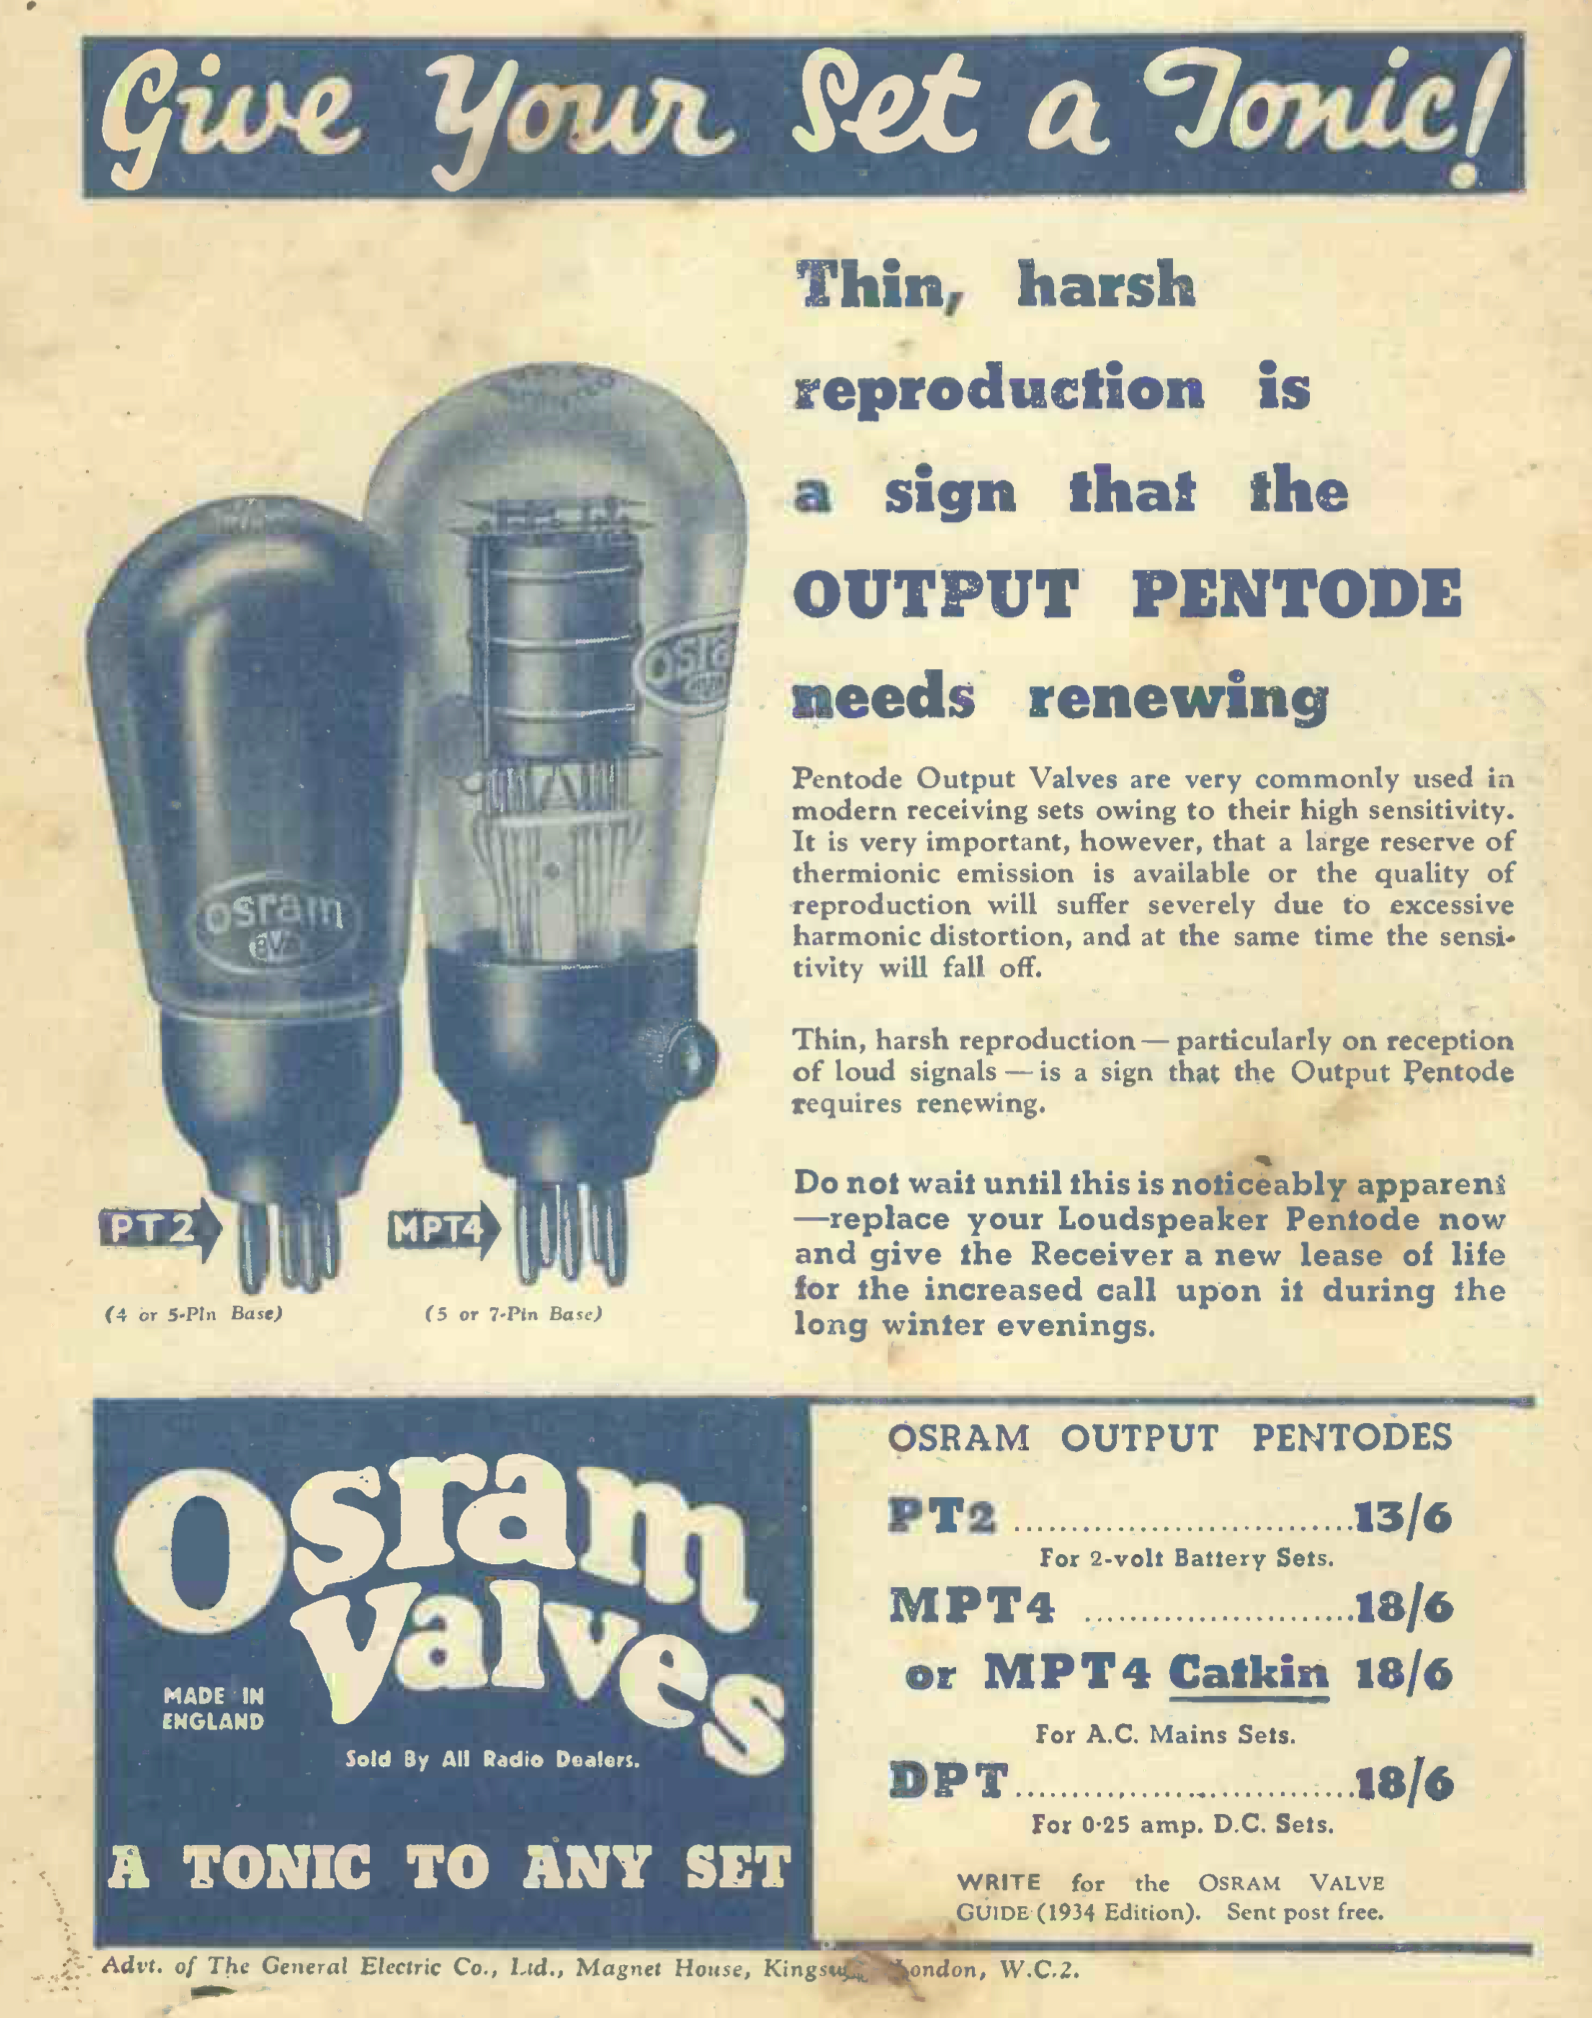 Give Your Set a Tonic!
Thin, harsh
reproduction is
a sign that the
OUTPUT PENTODE
needs renewing
Pentode Output Valves are very commonly used in
modern receiving sets owing to their high sensitivity.
It is very important, however, that a large reserve of
thermionic emission is available or the quality of
reproduction will suffer severely due to excessive
harmonic distortion, and at the same time the sensi-
tivity will fall off.
Thin, harsh reproduction — particularly on reception
of loud signals — is a sign that the Output Pentode
requires renewing.
Do not wait until this is noticeably apparent
—replace your Loudspeaker Pentode now
and give the Receiver a new lease of life
for the increased call upon it during the
long winter evenings.
Osram
Osra
PT2
MPT4
(4 or 5-Pin Base)
(5 or 7-Pin Base)
Osram
Valves
MADE IN
ENGLAND
Sold By All Radio Dealers.
A TONIC TO ANY SET
OSRAM OUTPUT PENTODES
PT2 ..............................13/6
For 2-volt Battery Sets.
MPT4 ........................18/6
or MPT4 Catkin 18/6
For A.C. Mains Sets.
DPT..............................18/6
For 0·25 amp. D.C. Sets.
WRITE for the OSRAM VALVE
GUIDE (1934 Edition). Sent post free.
Advt. of The General Electric Co., Ltd., Magnet House, London, W.C.2.